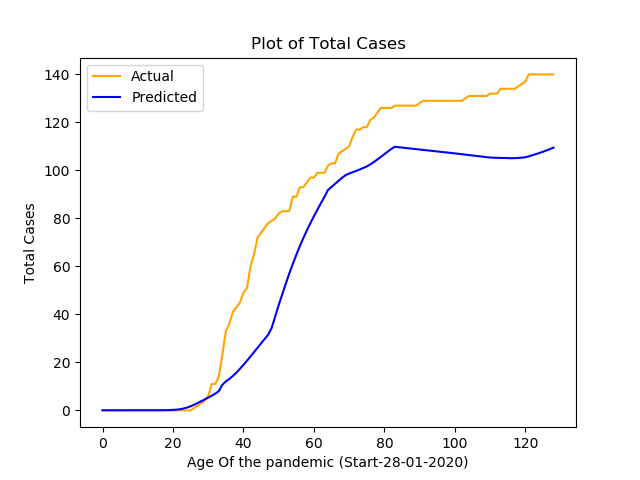 Plot of Total Cases
Actual
Predicted
140
120
100
80
60
40
20
0
Total Cases
0 20 40 60 80 100 120
Age Of the pandemic (Start-28-01-2020)